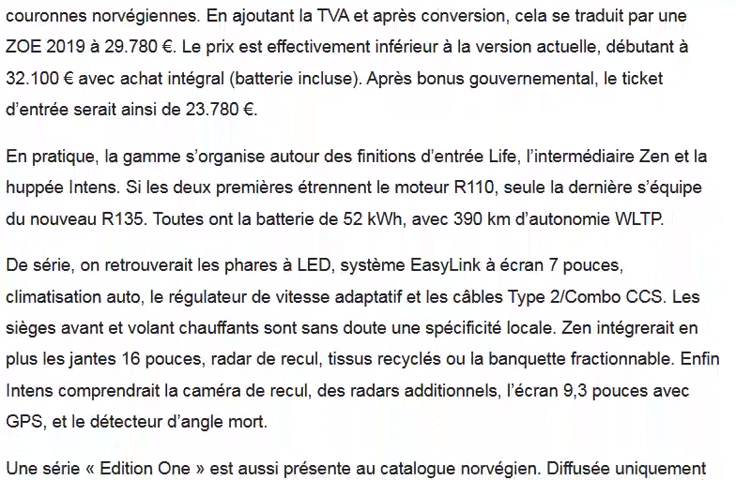 couronnes norvégiennes. En ajoutant la TVA et après conversion, cela se traduit par une
ZOE 2019 à 29.780 €. Le prix est effectivement inférieur à la version actuelle, débutant à
32.100 € avec achat intégral (batterie incluse). Après bonus gouvernemental, le ticket
d’entrée serait ainsi de 23.780 €.
En pratique, la gamme s’organise autour des finitions d’entrée Life, l’intermédiaire Zen et la
huppée Intens. Si les deux premières étrennent le moteur R110, seule la dernière s’équipe
du nouveau R135. Toutes ont la batterie de 52 kWh, avec 390 km d’autonomie WLTP.
De série, on retrouverait les phares à LED, système EasyLink à écran 7 pouces,
climatisation auto, le régulateur de vitesse adaptatif et les câbles Type 2/Combo CCS. Les
sièges avant et volant chauffants sont sans doute une spécificité locale. Zen intégrerait en
plus les jantes 16 pouces, radar de recul, tissus recyclés ou la banquette fractionnable. Enfin
Intens comprendrait la caméra de recul, des radars additionnels, l’écran 9,3 pouces avec
GPS, et le détecteur d’angle mort.
Une série « Edition One » est aussi présente au catalogue norvégien. Diffusée uniquement